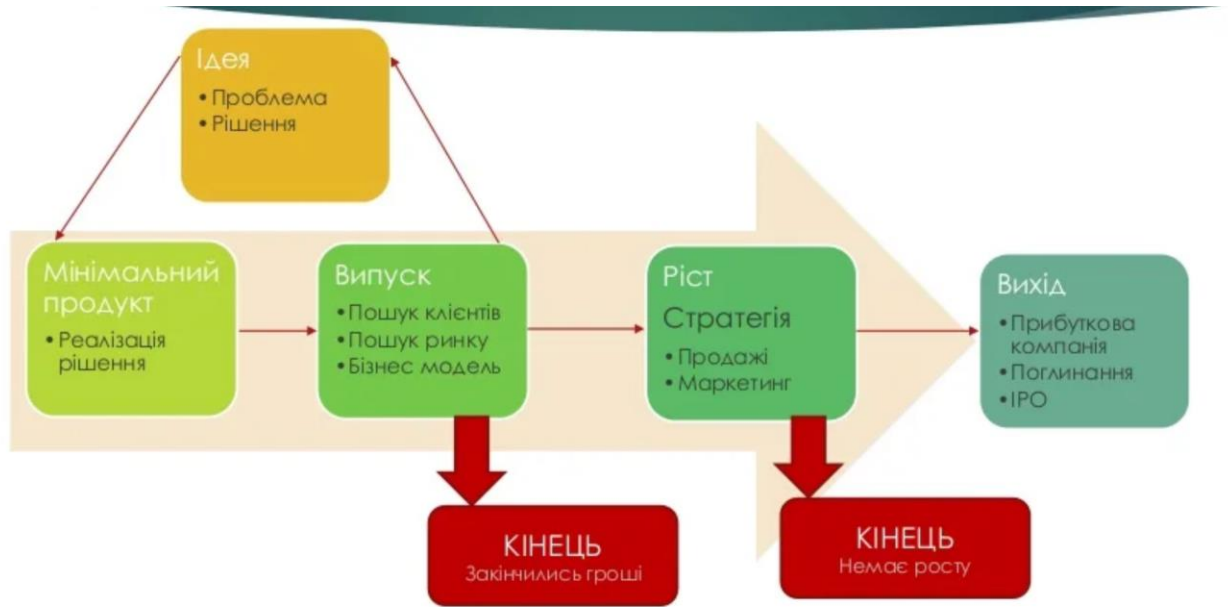 Ідея
• Проблема
• Рішення
Мінімальний
продукт
• Реалізація
рішення
Випуск
• Пошук клієнтів
• Пошук ринку
• Бізнес модель
Ріст
Стратегія
• Продажі
• Маркетинг
Вихід
• Прибуткова
компанія
• Поглинання
• IPO
КІНЕЦЬ
Закінчились гроші
КІНЕЦЬ
Немає росту